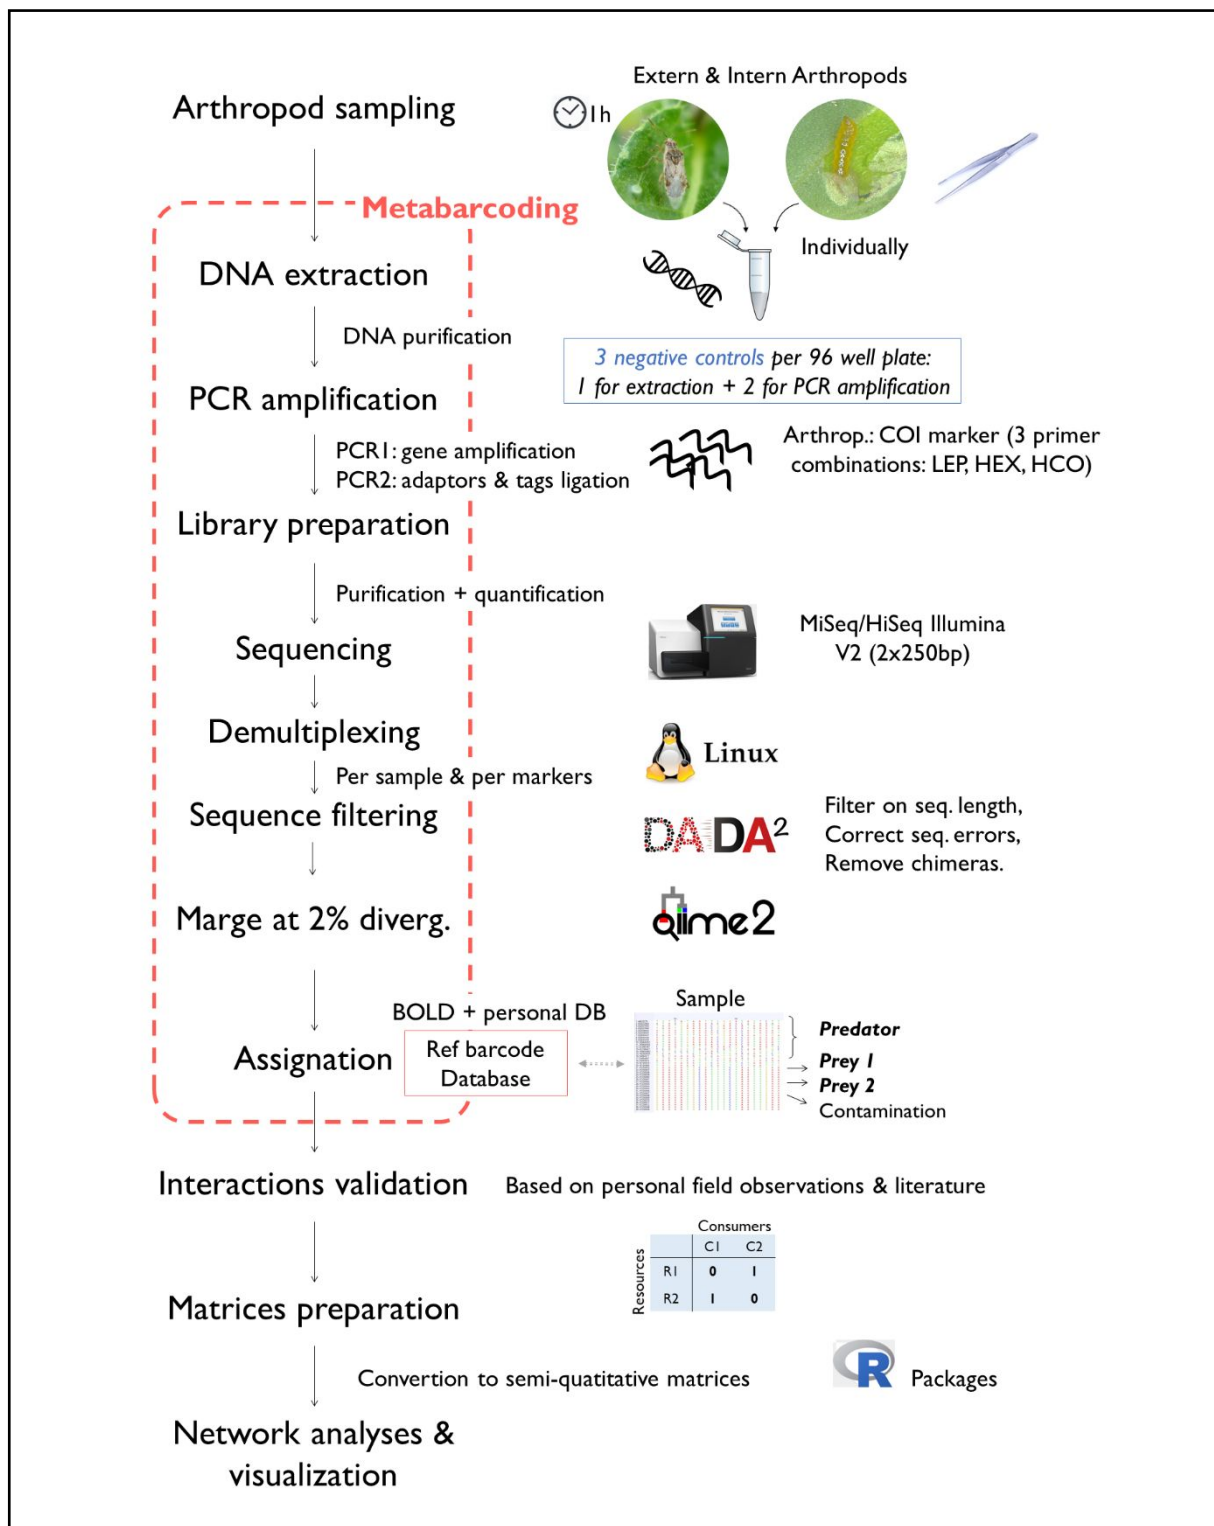 Extern & Intern Arthropods
Arthropod sampling
1h
Metabarcoding
Individually
DNA extraction
DNA purification
3 negative controls per 96 well plate:
1 for extraction + 2 for PCR amplification
PCR amplification
PCR1: gene amplification
PCR2: adaptors & tags ligation
Arthrop.: COI marker (3 primer
combinations: LEP, HEX, HCO)
Library preparation
Purification + quantification
Sequencing
MiSeq/HiSeq Illumina
V2 (2x250bp)
Demultiplexing
Linux
Per sample & per markers
Sequence filtering
DADA2
Filter on seq. length,
Correct seq. errors,
Remove chimeras.
Marge at 2% diverg.
qiime2
BOLD + personal DB
Sample
Assignation
Ref barcode
Database
Predator
Prey 1
Prey 2
Contamination
Interactions validation
Based on personal field observations & literature
Consumers
Resources
C1 C2
R1 0 1
R2 1 0
Matrices preparation
Convertion to semi-quatitative matrices
R
Packages
Network analyses &
visualization